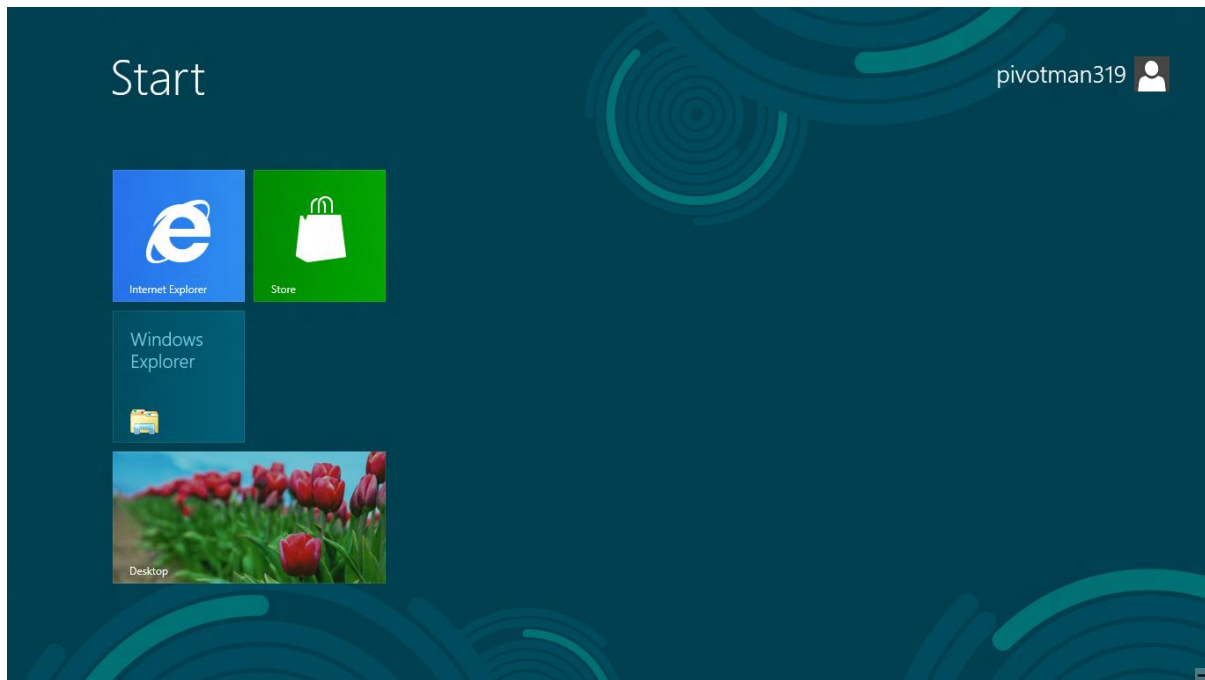 Start
pivotman319
Internet Explorer
Store
Windows
Explorer
Desktop